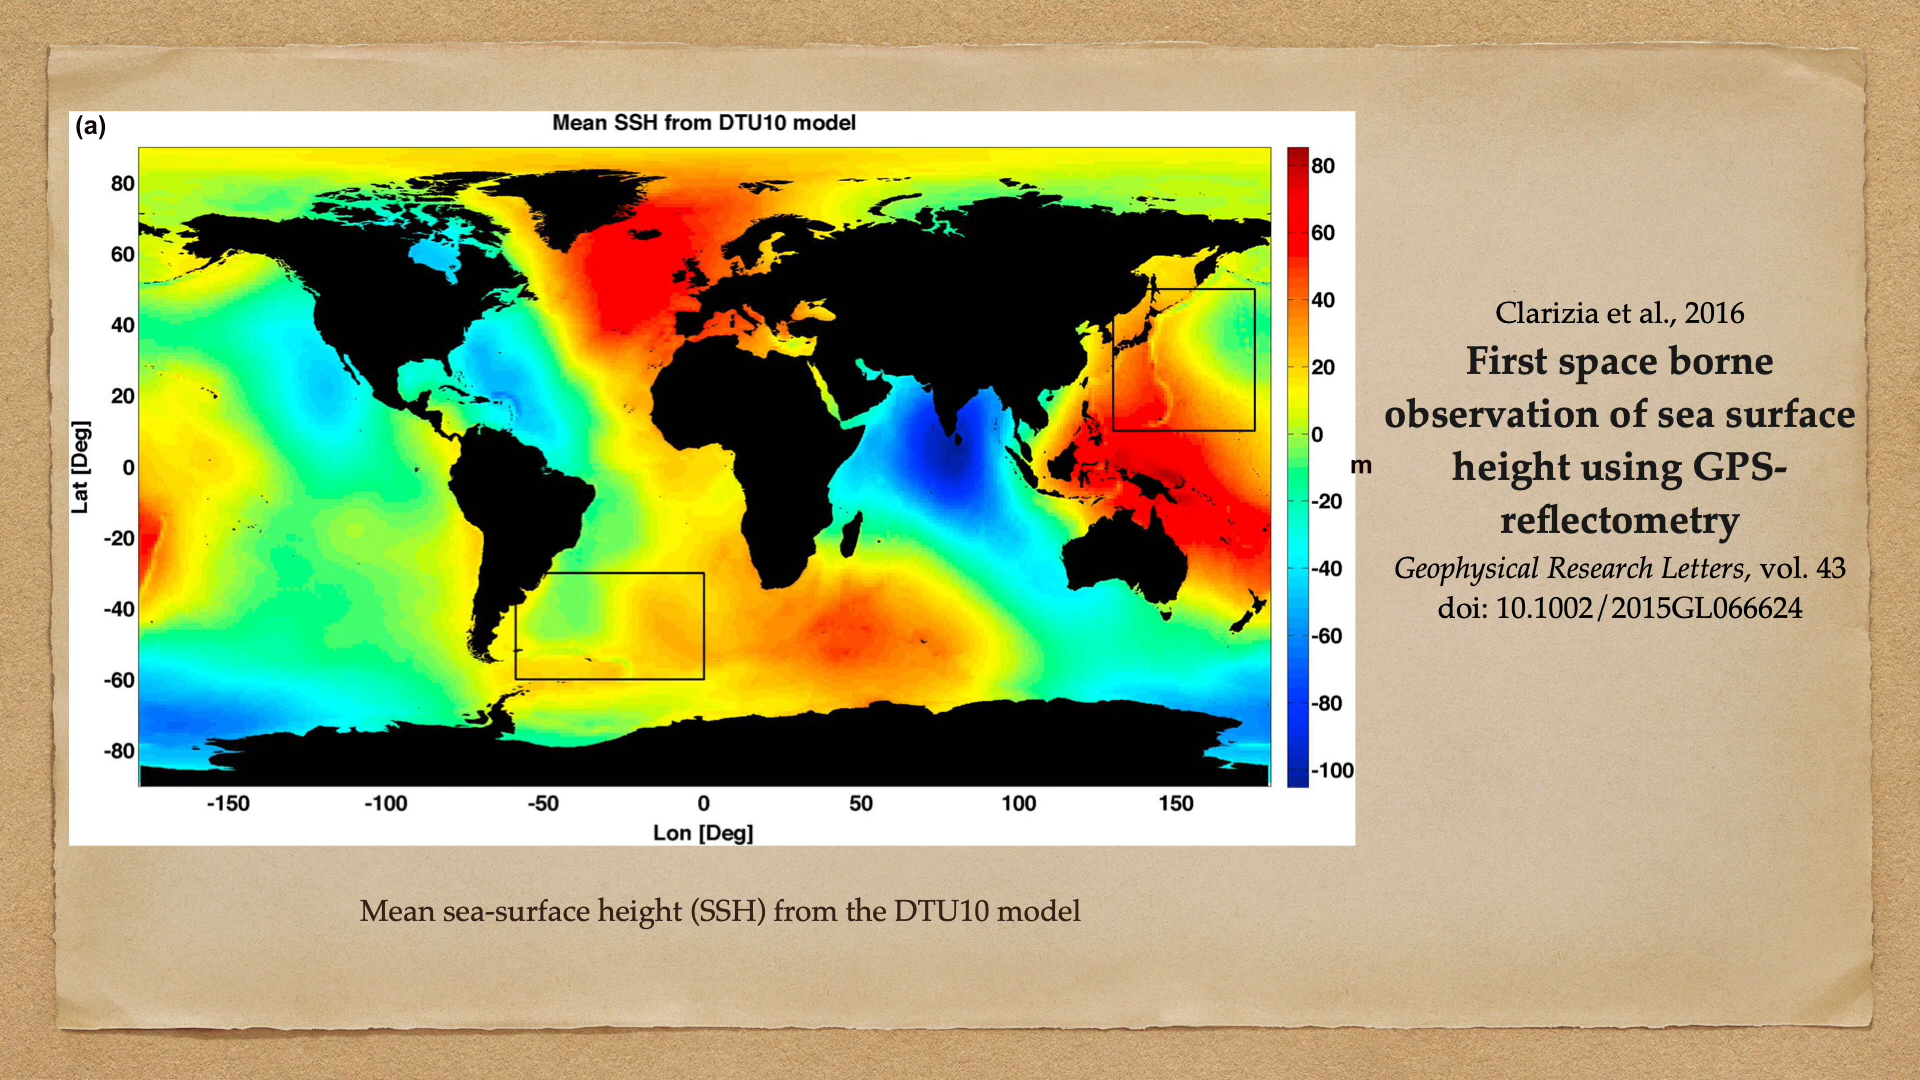 (a)
Mean SSH from DTU10 model
80
60
40
20
0
-20
-40
-60
-80
Lat [Deg]
-150
-100
-50
0
50
100
150
Lon [Deg]
80
60
40
20
0
-20
-40
-60
-80
-100
m
Mean sea-surface height (SSH) from the DTU10 model
Clarizia et al., 2016
First space borne
observation of sea surface
height using GPS-
reflectometry
Geophysical Research Letters, vol. 43
doi: 10.1002/2015GL066624